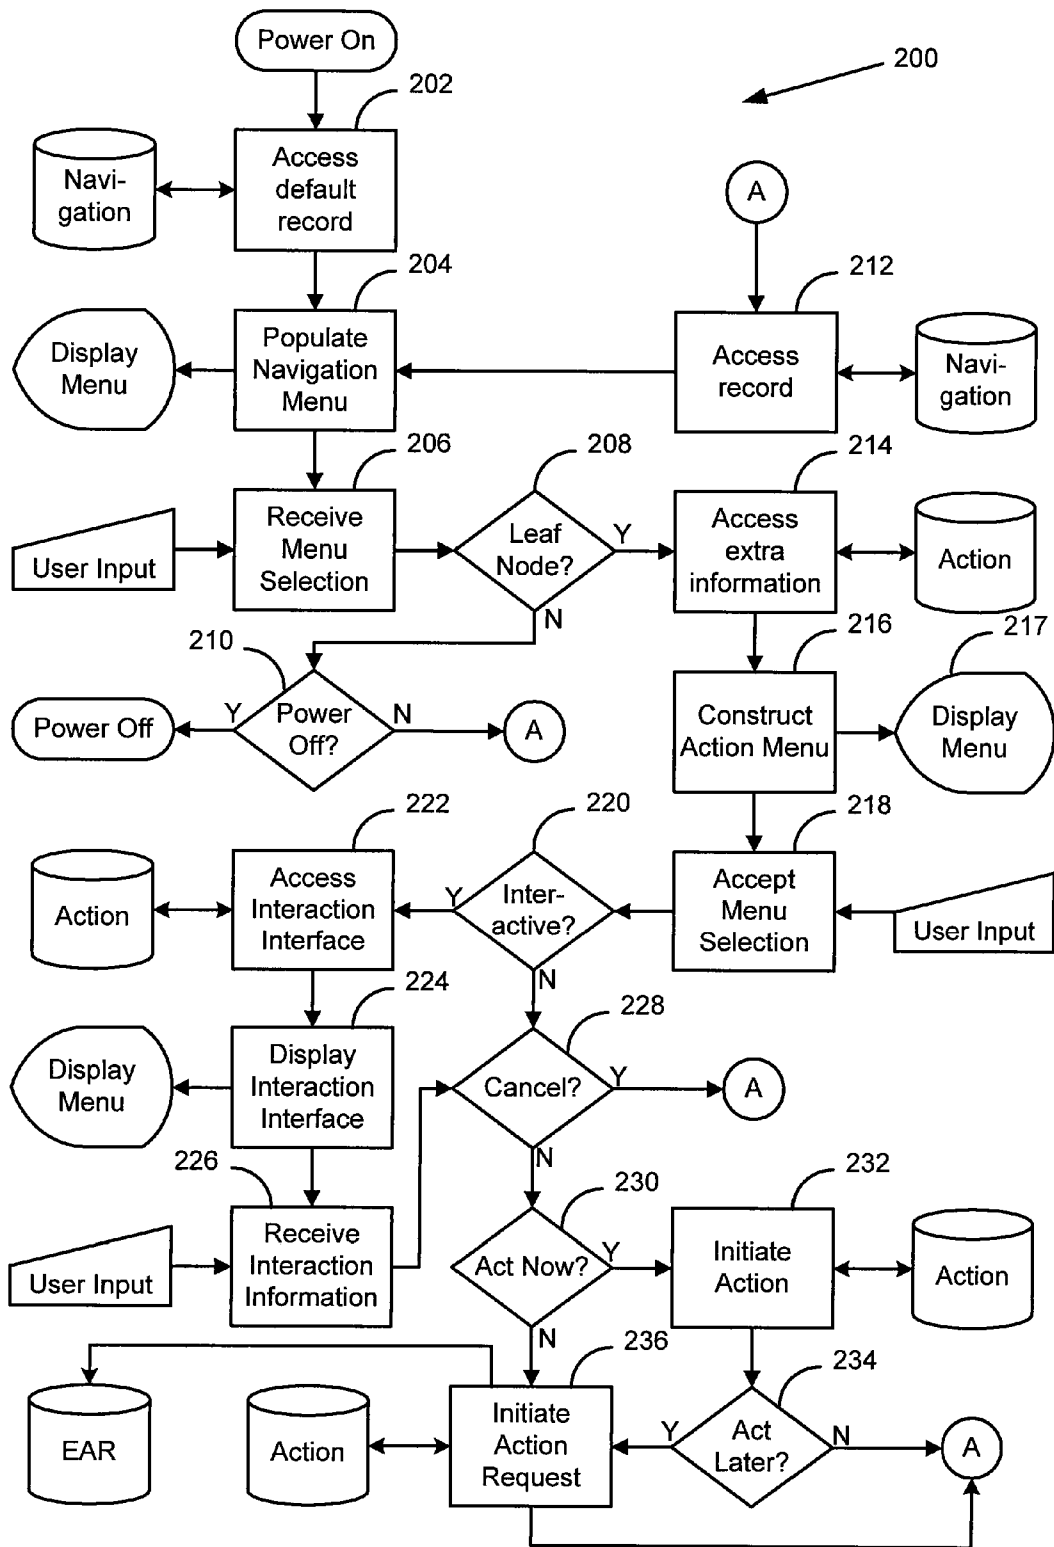 Power On
200
202
Access
default
record
Navi-
gation
A
204
212
Populate
Navigation
Menu
Display
Menu
Access
record
Navi-
gation
206
208
214
Receive
Menu
Selection
User Input
Leaf
Node?
Y
N
Access
extra
information
Action
210
216
217
Power Off
Y
Power
Off?
N
A
Construct
Action Menu
Display
Menu
222
220
218
Action
Access
Interaction
Interface
Y
Inter-
active?
N
Accept
Menu
Selection
User Input
224
228
Display
Menu
Display
Interaction
Interface
Cancel?
Y
N
A
226
230
232
User Input
Receive
Interaction
Information
Act Now?
Y
N
Initiate
Action
Action
236
234
EAR
Action
Initiate
Action
Request
Y
Act
Later?
N
A